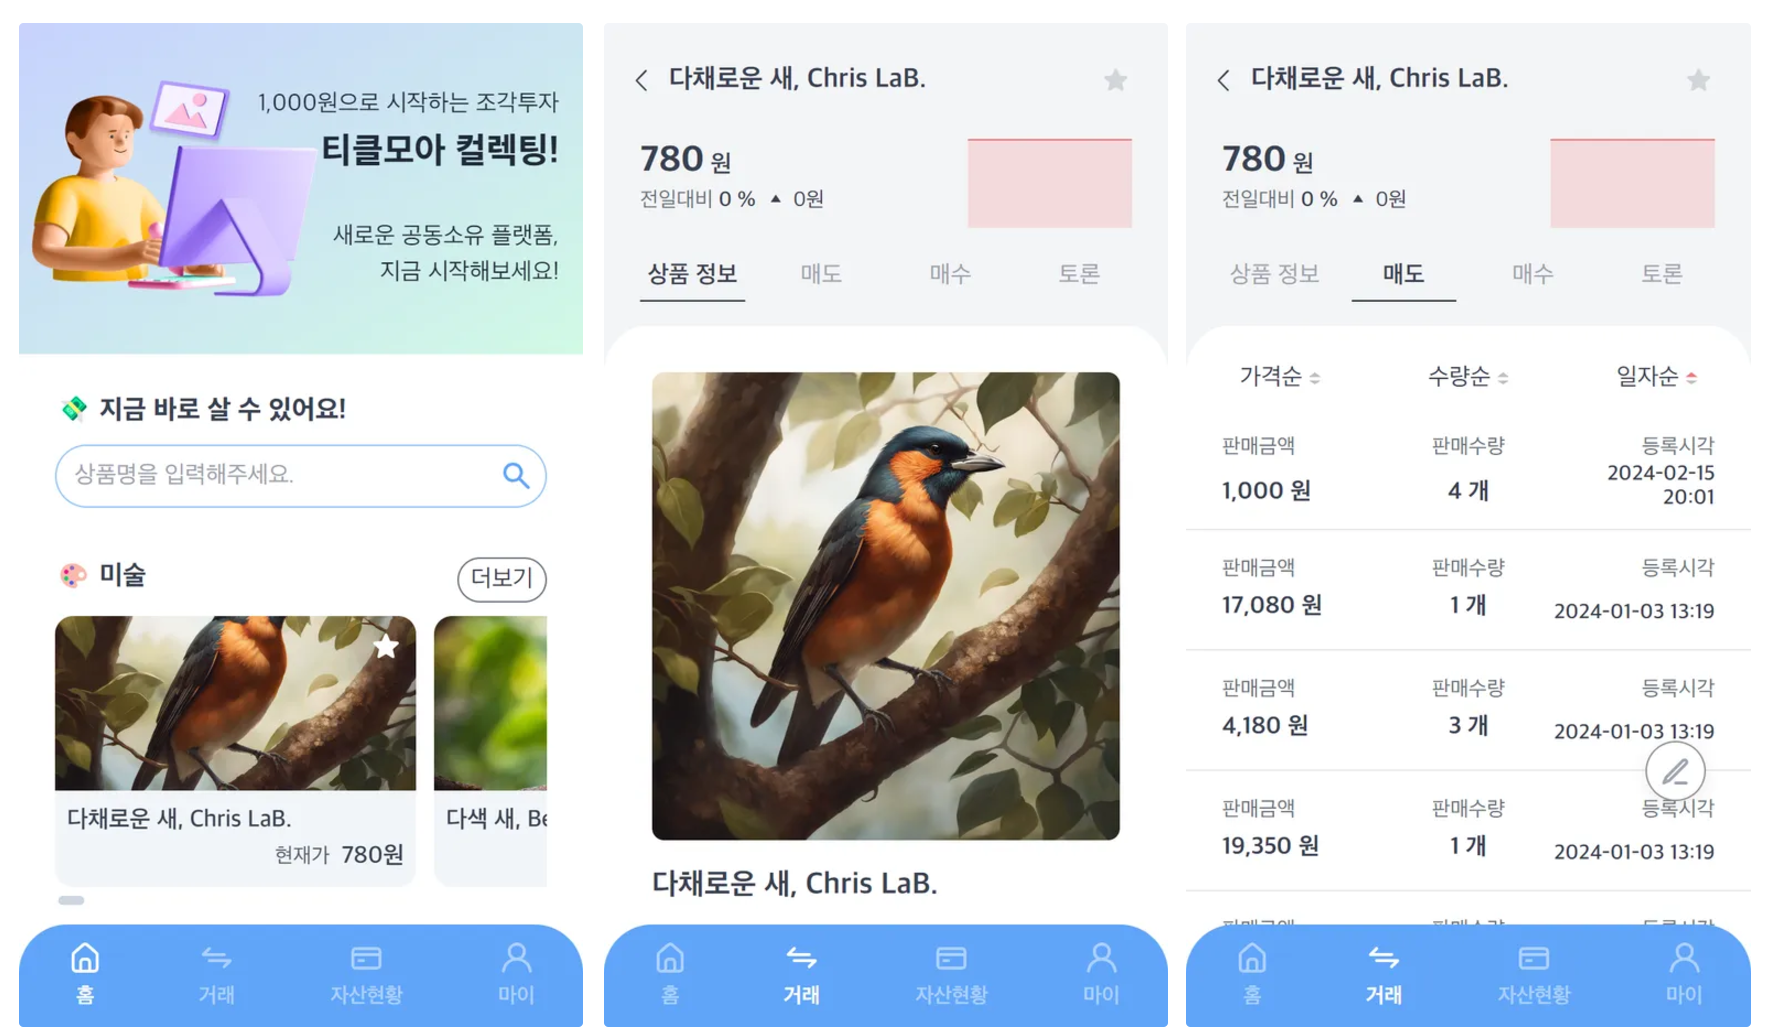 1,000원으로 시작하는 조각투자
티클모아 컬렉팅!
새로운 공동소유 플랫폼,
지금 시작해보세요!
지금 바로 살 수 있어요!
상품명을 입력해주세요.
미술
더보기
다채로운 새, Chris LaB.
현재가 780원
다색 새, Be
홈 거래 자산현황 마이
다채로운 새, Chris LaB.
780 원
전일대비 0 % ▲ 0원
상품 정보 매도 매수 토론
다채로운 새, Chris LaB.
홈 거래 자산현황 마이
다채로운 새, Chris LaB.
780 원
전일대비 0 % ▲ 0원
상품 정보 매도 매수 토론
가격순 수량순 일자순
판매금액 판매수량 등록시각
1,000 원 4 개 2024-02-15
20:01
판매금액 판매수량 등록시각
17,080 원 1 개 2024-01-03 13:19
판매금액 판매수량 등록시각
4,180 원 3 개 2024-01-03 13:19
판매금액 판매수량 등록시각
19,350 원 1 개 2024-01-03 13:19
판매금액 판매수량 등록시각
홈 거래 자산현황 마이